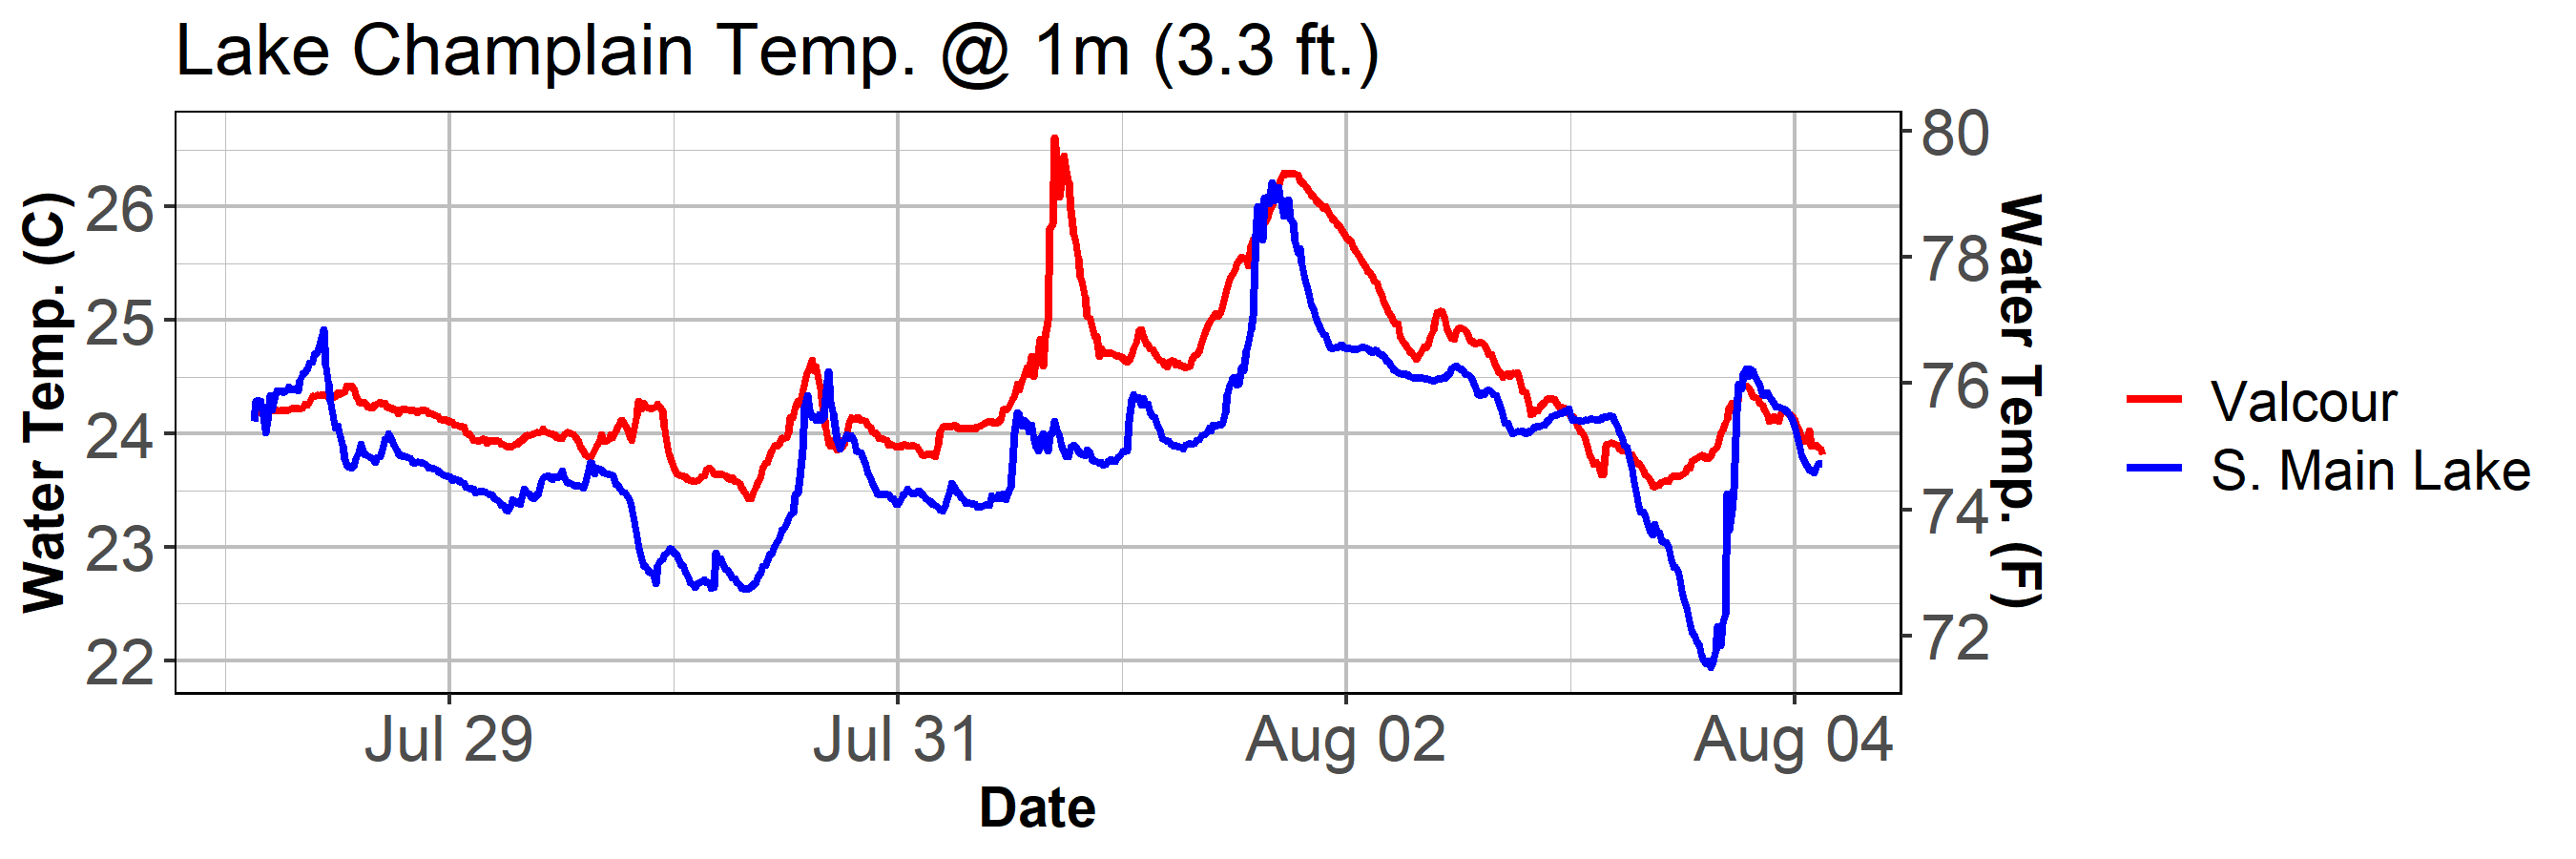 Lake Champlain Temp. @ 1m (3.3 ft.)
Water Temp. (C)
26
25
24
23
22
80
78
76
74
72
Water Temp. (F)
Jul 29
Jul 31
Aug 02
Aug 04
Date
Valcour
S. Main Lake